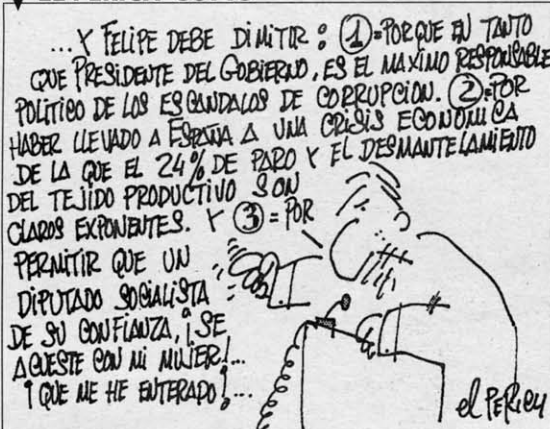 ...Y FELIPE DEBE DIMITIR: ①=PORQUE EN TANTO
QUE PRESIDENTE DEL GOBIERNO, ES EL MAXIMO RESPONSABLE
POLITICO DE LOS ESCANDALOS DE CORRUPCION. ②=POR
HABER LLEVADO A ESPAÑA A UNA CRISIS ECONOMICA
DE LA QUE EL 24% DE PARO Y EL DESMANTELAMIENTO
DEL TEJIDO PRODUCTIVO SON
CLAROS EXPONENTES. Y ③=POR
PERMITIR QUE UN
DIPUTADO SOCIALISTA
DE SU CONFIANZA, ¡SE
ACUESTE CON MI MUJER!...
¡QUE ME HE ENTERADO!...
el PERICH